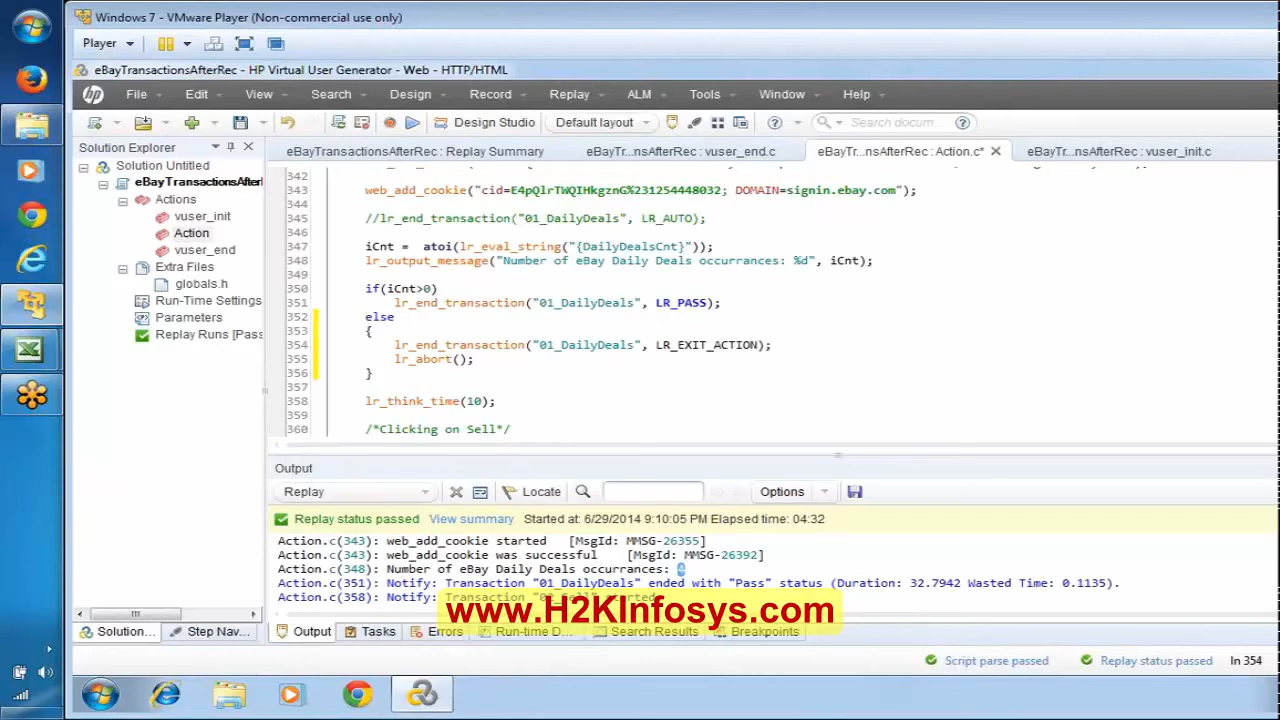 Windows 7 - VMware Player (Non-commercial use only)
Player
eBayTransactionsAfterRec - HP Virtual User Generator - Web - HTTP/HTML
File Edit View Search Design Record Replay ALM Tools Window Help
Design Studio Default layout Search docum
Solution Explorer
eBayTransactionsAfterRec : Replay Summary eBayTr...nsAfterRec : vuser_end.c eBayTr...nsAfterRec : Action.c* eBayTr...nsAfterRec : vuser_init.c
Solution Untitled
eBayTransactionsAfterI
Actions
vuser_init
Action
vuser_end
Extra Files
globals.h
Run-Time Settings
Parameters
Replay Runs [Pass
342
343 web_add_cookie("cid=E4pQlrTWQIHkgznG%231254448032; DOMAIN=signin.ebay.com");
344
345 //lr_end_transaction("01_DailyDeals", LR_AUTO);
346
347 iCnt = atoi(lr_eval_string("{DailyDealsCnt}"));
348 lr_output_message("Number of eBay Daily Deals occurrances: %d", iCnt);
349
350 if(iCnt>0)
351 lr_end_transaction("01_DailyDeals", LR_PASS);
352 else
353 {
354 lr_end_transaction("01_DailyDeals", LR_EXIT_ACTION);
355 lr_abort();
356 }
357
358 lr_think_time(10);
359
360 /*Clicking on Sell*/
Output
Replay Locate Options
Replay status passed View summary Started at: 6/29/2014 9:10:05 PM Elapsed time: 04:32
Action.c(343): web_add_cookie started [MsgId: MMSG-26355]
Action.c(343): web_add_cookie was successful [MsgId: MMSG-26392]
Action.c(348): Number of eBay Daily Deals occurrances: 4
Action.c(351): Notify: Transaction "01_DailyDeals" ended with "Pass" status (Duration: 32.7942 Wasted Time: 0.1135).
Action.c(358): Notify: Transaction started
www.H2KInfosys.com
Solution... Step Nav... Output Tasks Errors Run-time D... Search Results Breakpoints
Script parse passed Replay status passed ln 354